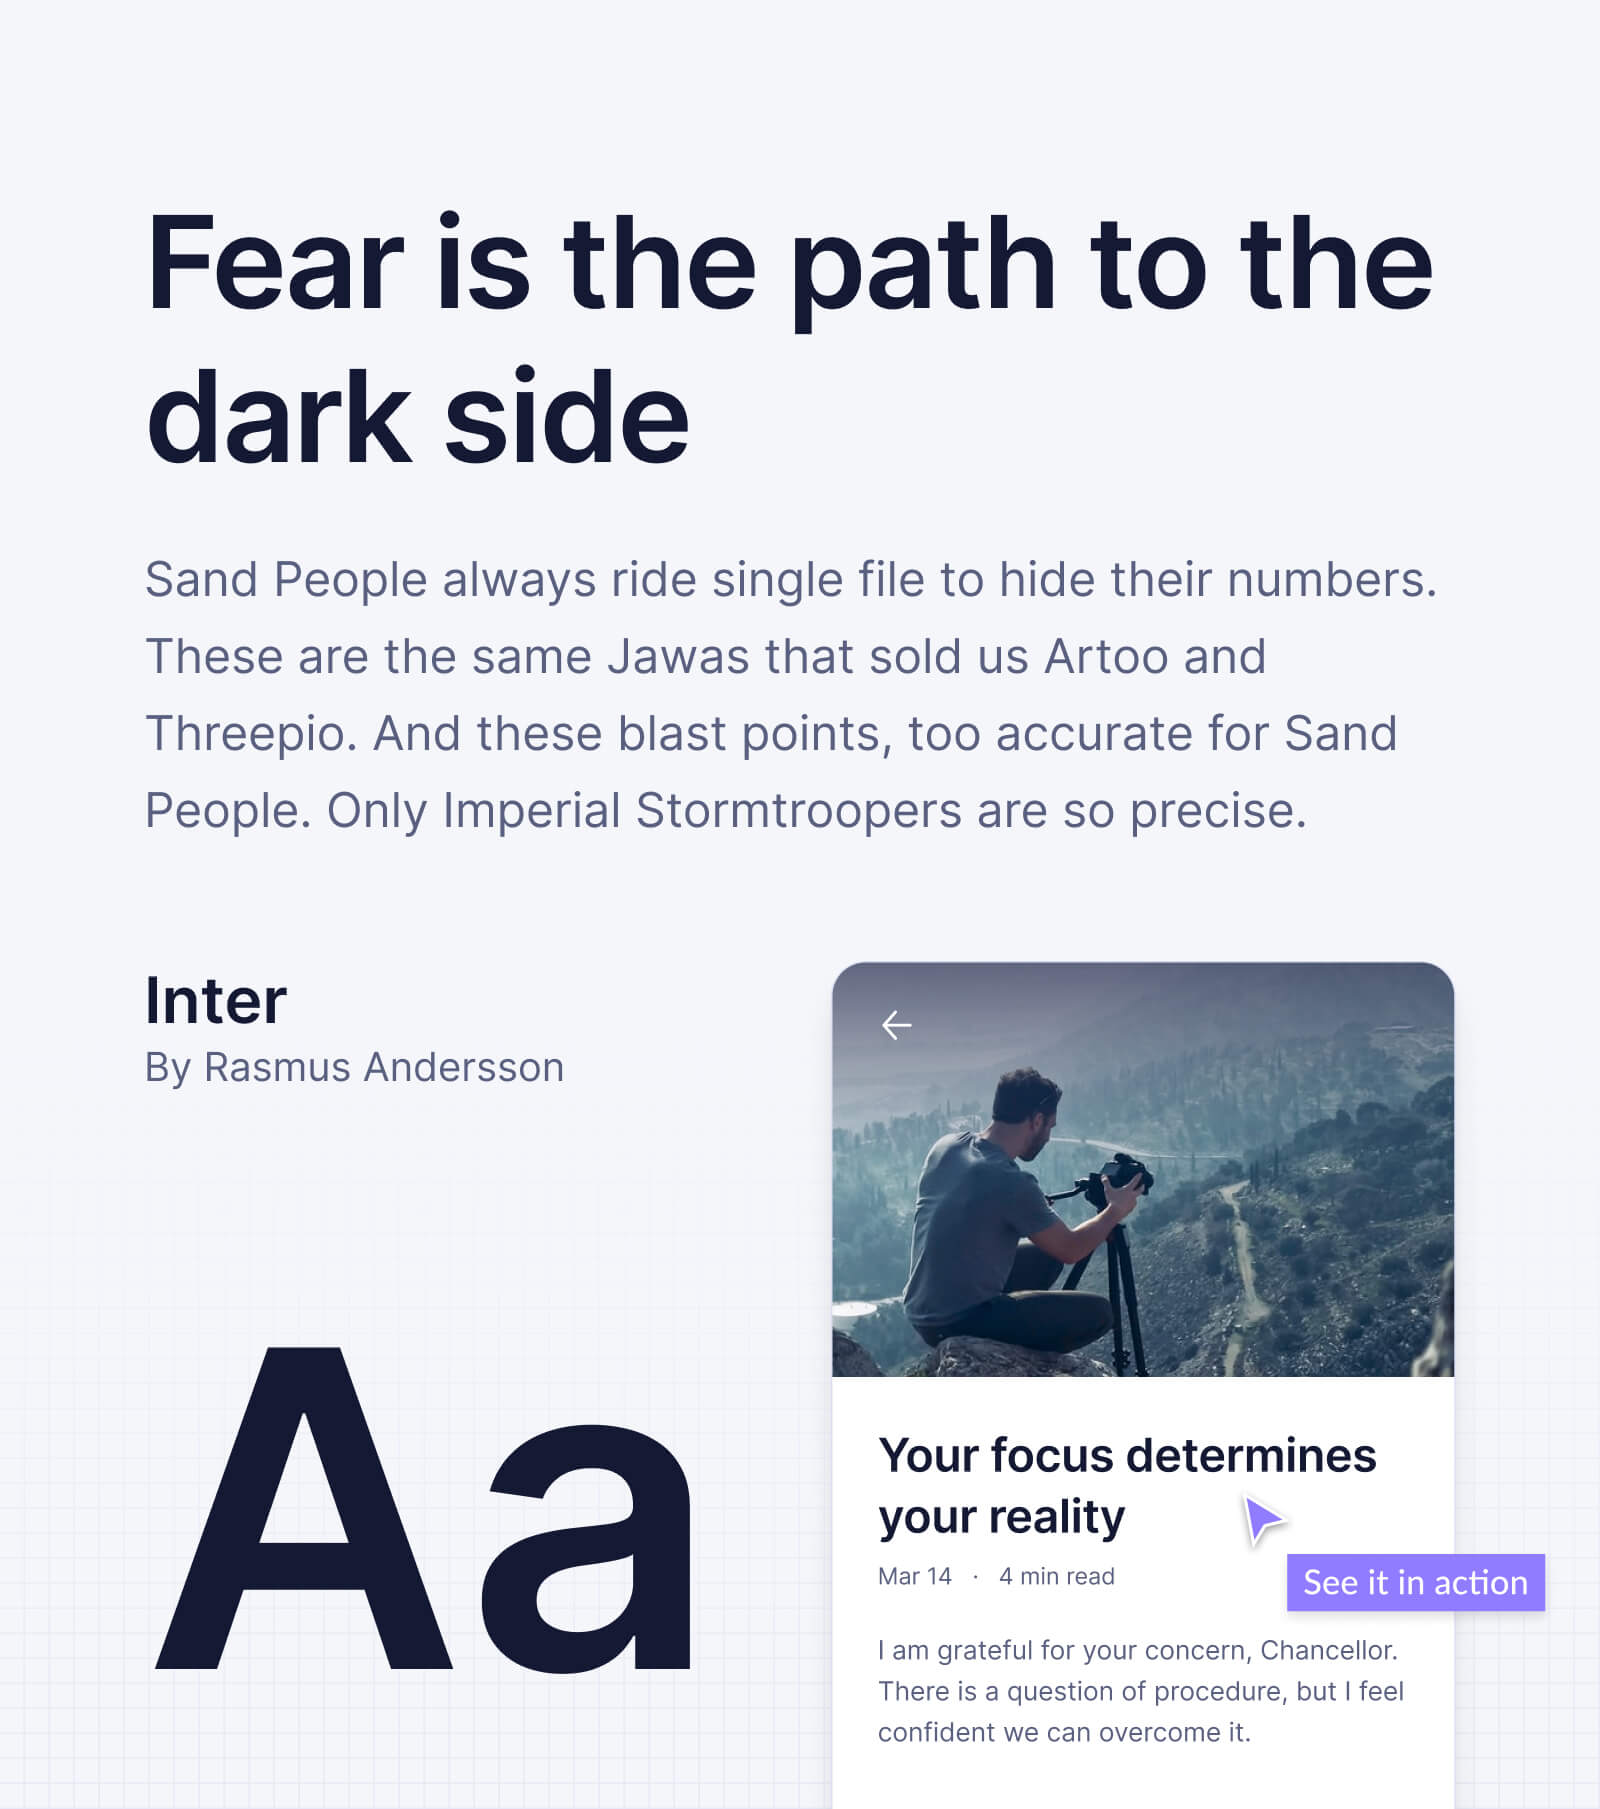 Fear is the path to the
dark side
Sand People always ride single file to hide their numbers.
These are the same Jawas that sold us Artoo and
Threepio. And these blast points, too accurate for Sand
People. Only Imperial Stormtroopers are so precise.
Inter
By Rasmus Andersson
Aa
Your focus determines
your reality
Mar 14 · 4 min read
See it in action
I am grateful for your concern, Chancellor.
There is a question of procedure, but I feel
confident we can overcome it.